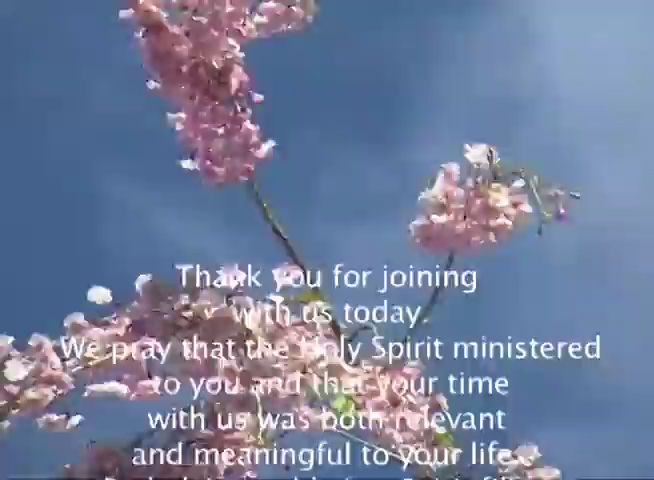 Thank you for joining
with us today.
We pray that the Holy Spirit ministered
to you and that your time
with us was both relevant
and meaningful to your life.